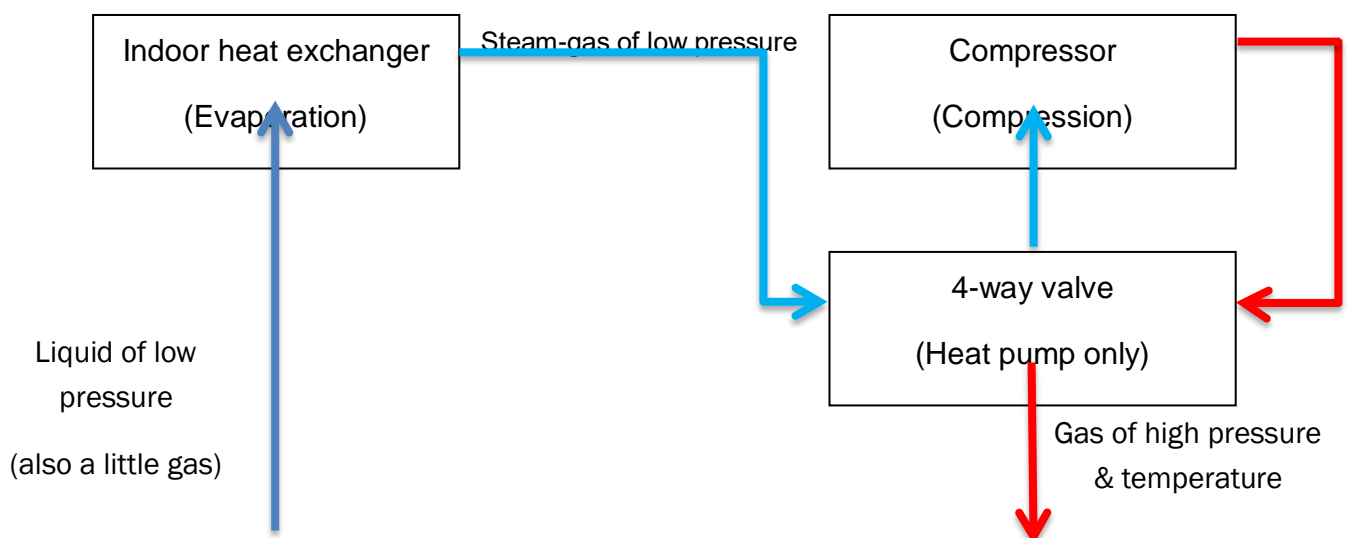 Indoor heat exchanger
(Evaporation)
Steam-gas of low pressure
Compressor
(Compression)
4-way valve
(Heat pump only)
Liquid of low
pressure
(also a little gas)
Gas of high pressure
& temperature